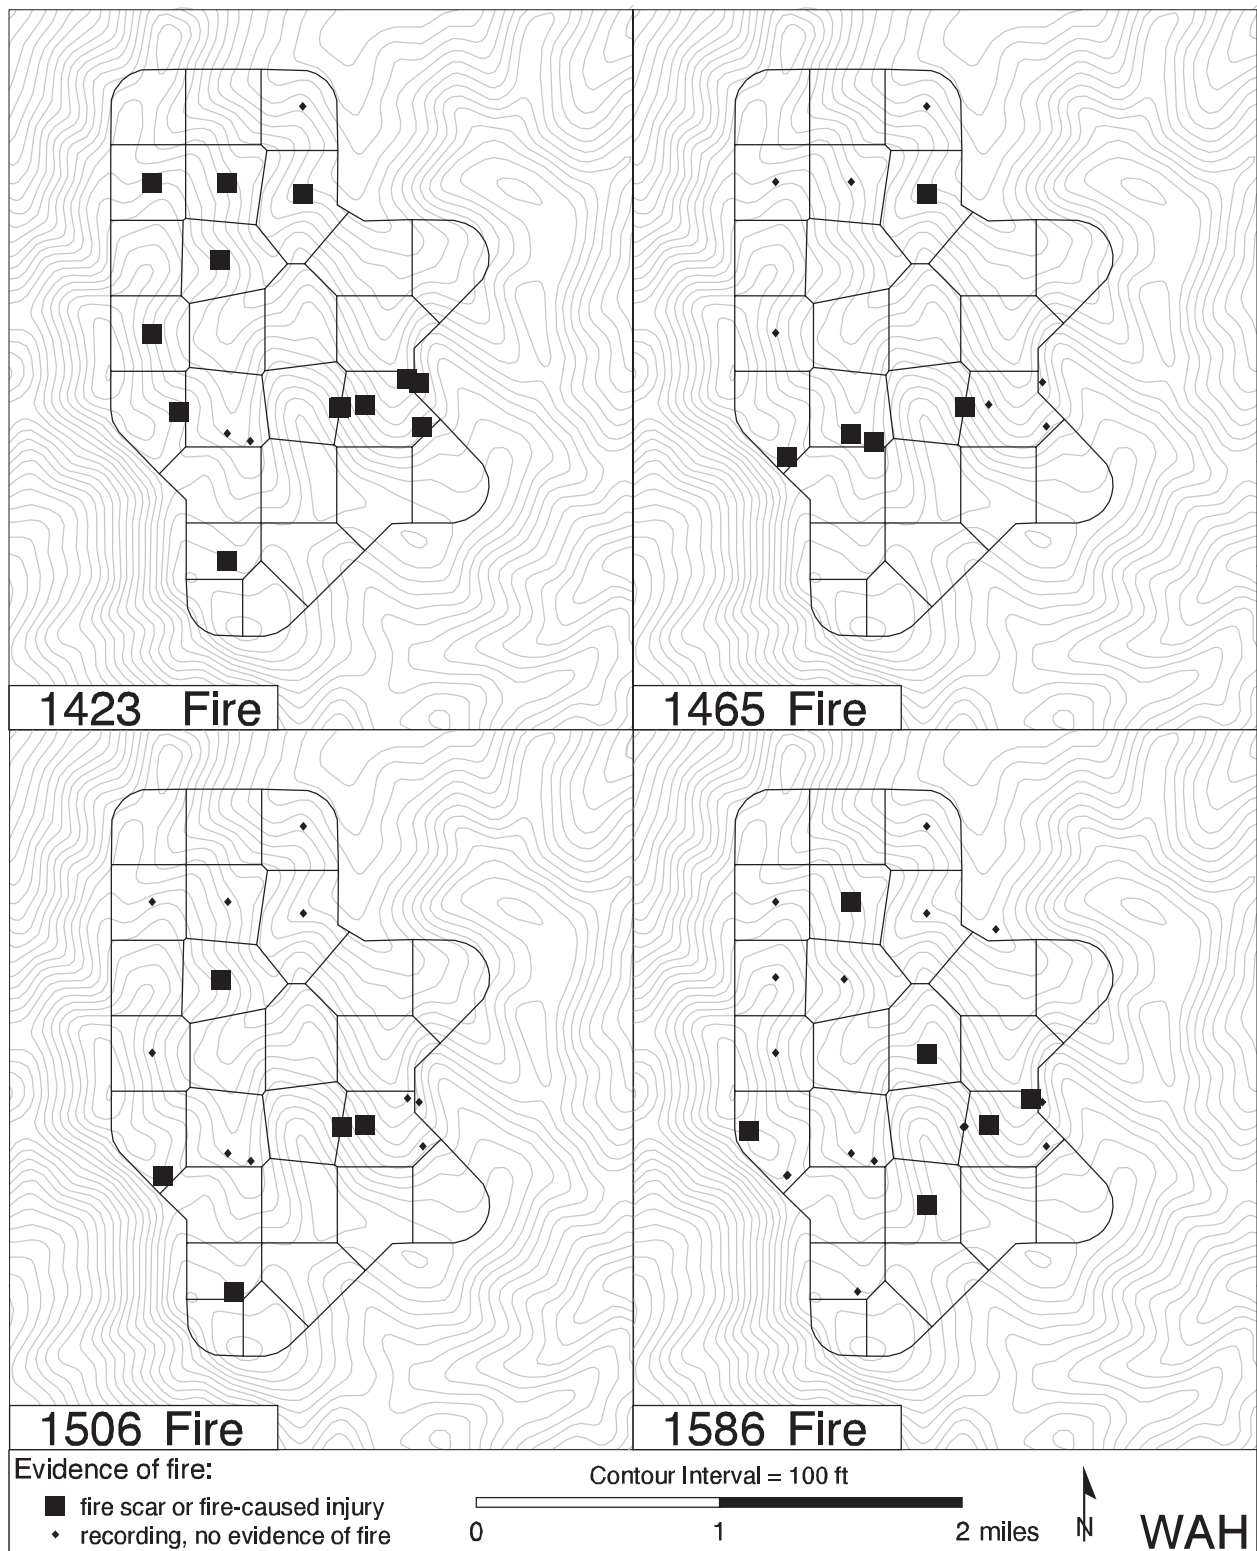 1423 Fire
1465 Fire
1506 Fire
1586 Fire
Evidence of fire:
fire scar or fire-caused injury
recording, no evidence of fire
Contour Interval = 100 ft
0 1 2 miles
N
WAH